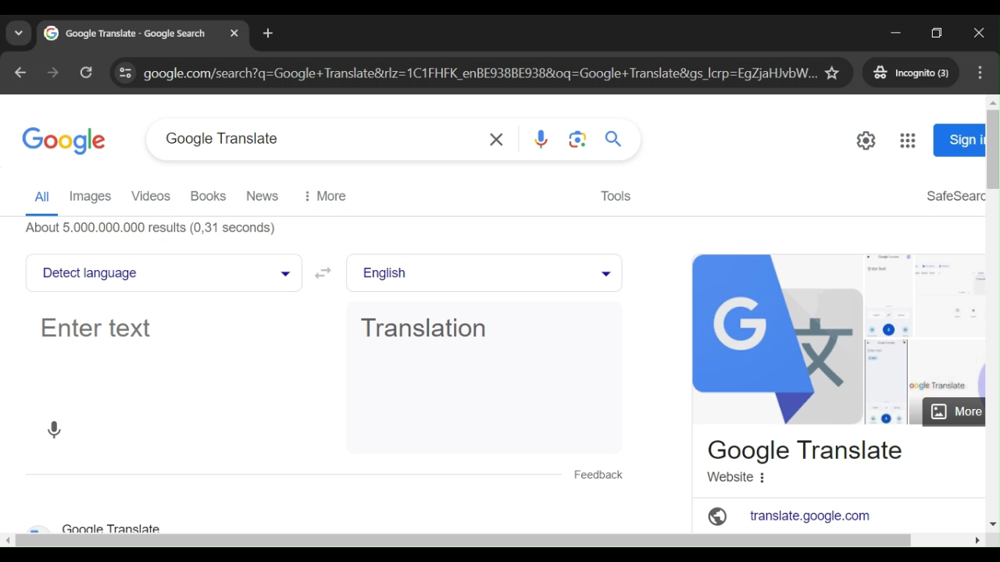 Google Translate - Google Search
google.com/search?q=Google+Translate&rlz=1C1FHFK_enBE938BE938&oq=Google+Translate&gs_lcrp=EgZjaHJvbW...
Incognito (3)
Google
Google Translate
Sign i
All
Images
Videos
Books
News
More
Tools
SafeSearc
About 5.000.000.000 results (0,31 seconds)
Detect language
English
Enter text
Translation
G
文
oogle Translate
More
Feedback
Google Translate
Website
translate.google.com
Google Translate